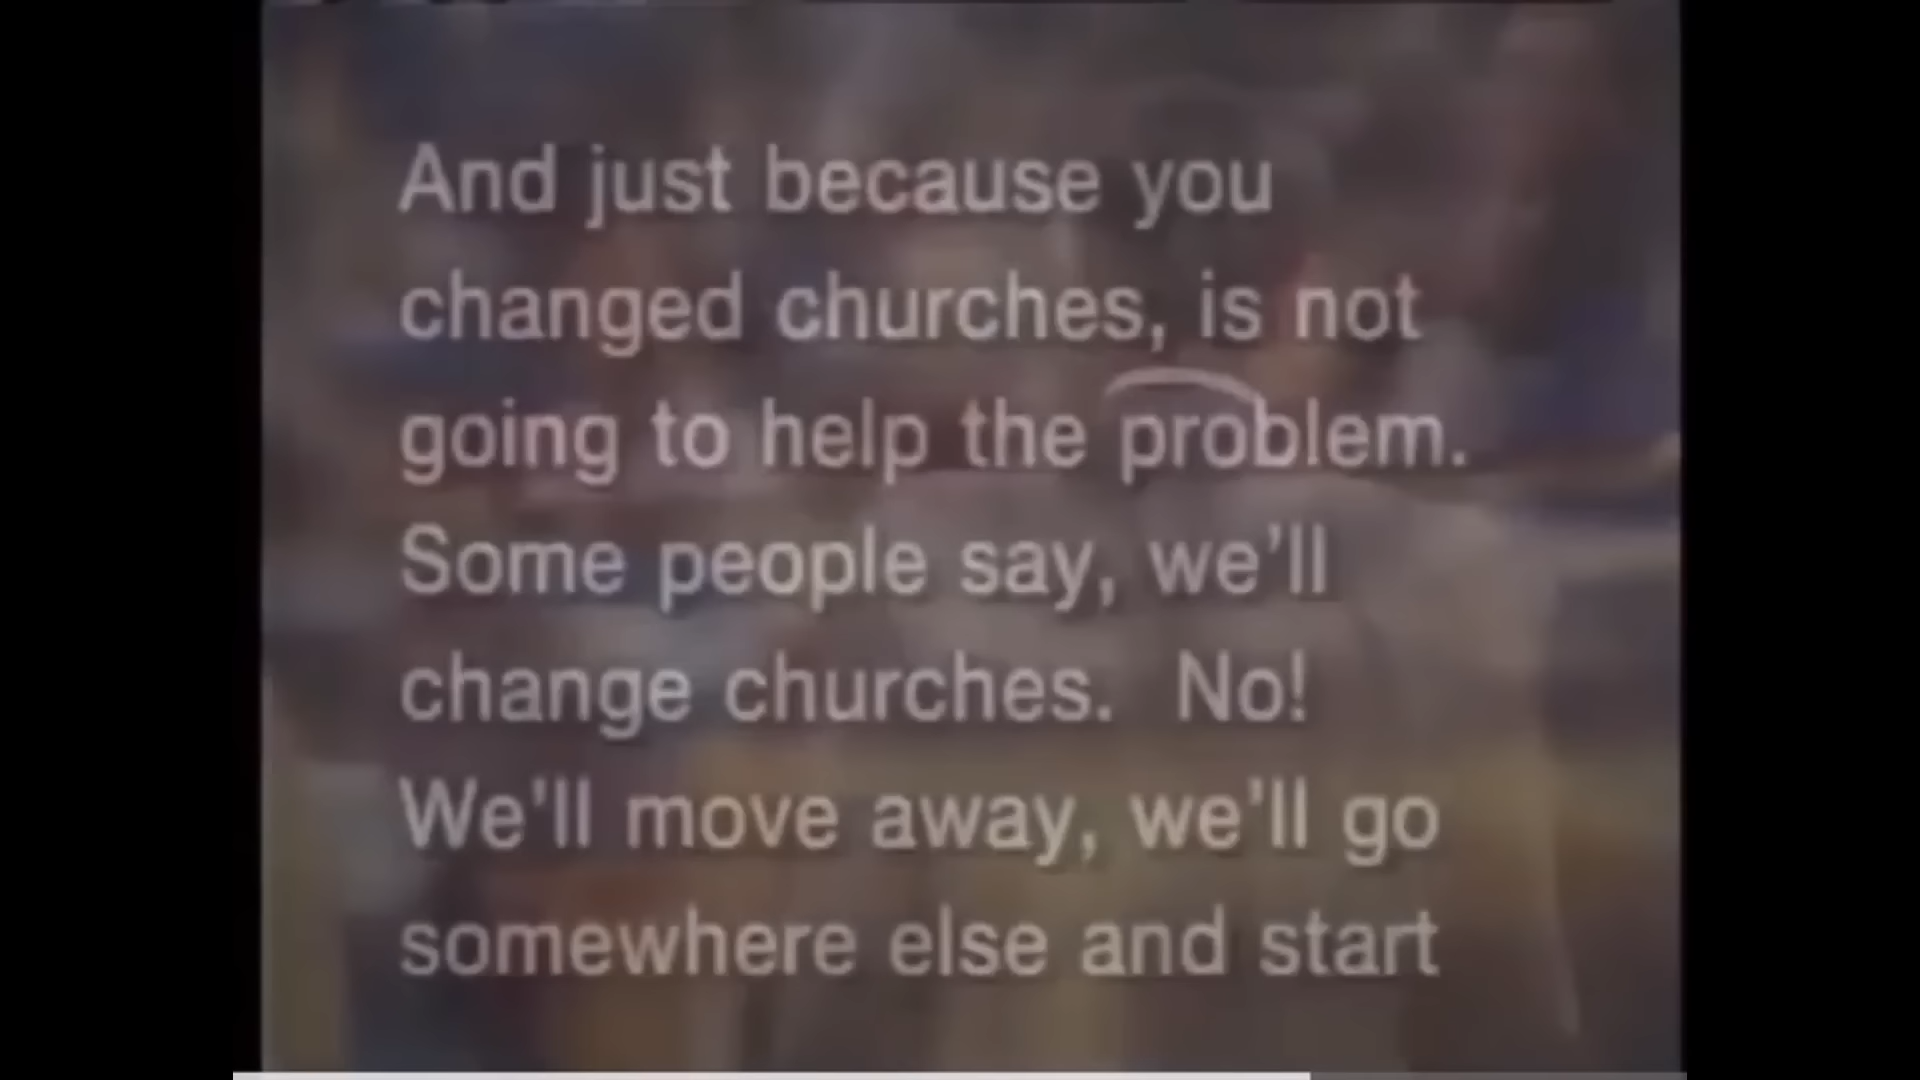 And just because you
changed churches, is not
going to help the problem.
Some people say, we'll
change churches.  No!
We'll move away, we'll go
somewhere else and start